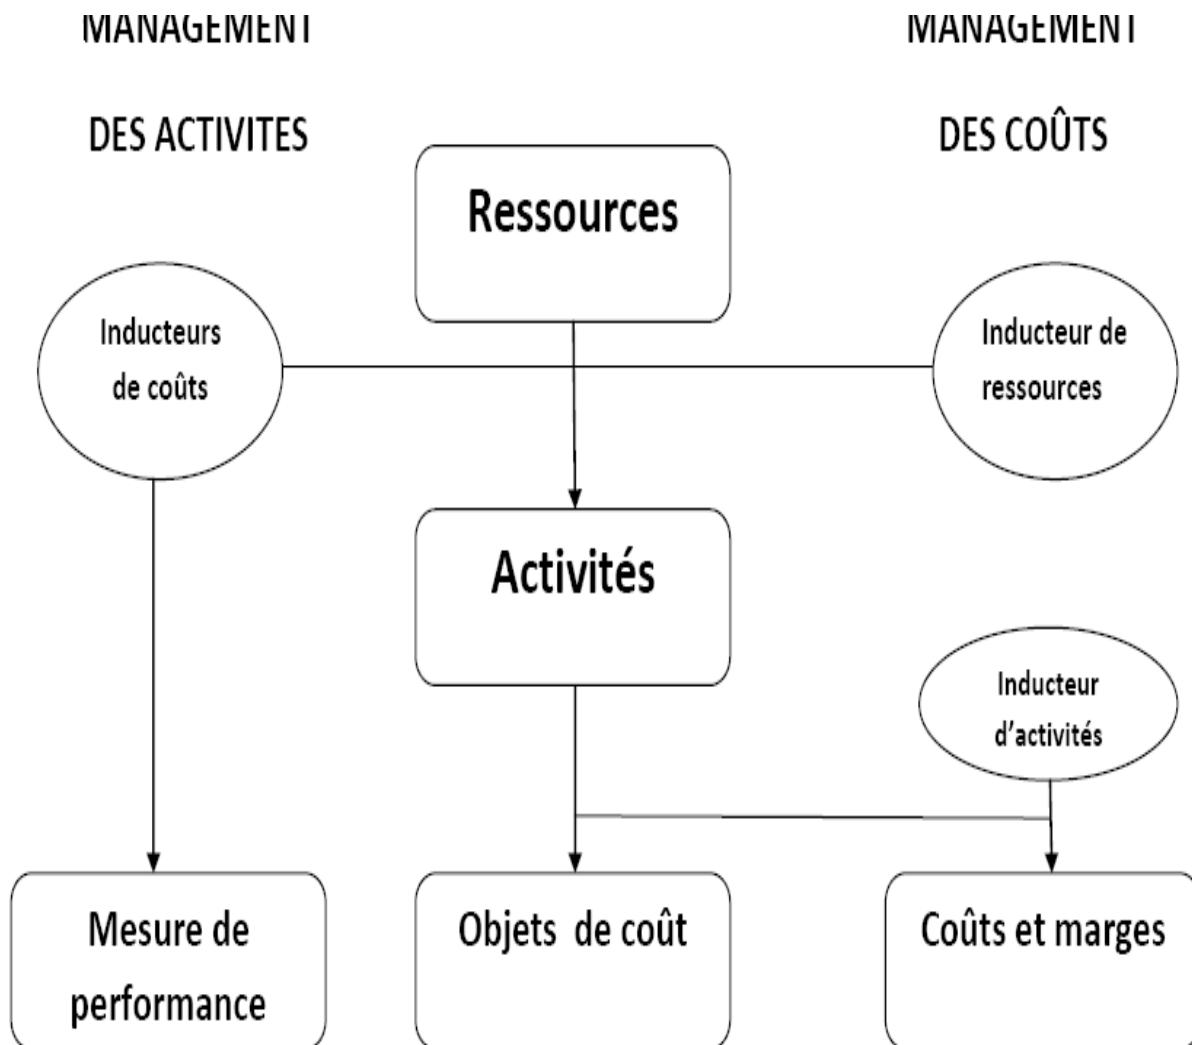 MANAGEMENT
DES ACTIVITES
MANAGEMENT
DES COÛTS
Ressources
Inducteurs
de coûts
Inducteur de
ressources
Activités
Inducteur
d'activités
Mesure de
performance
Objets de coût
Coûts et marges